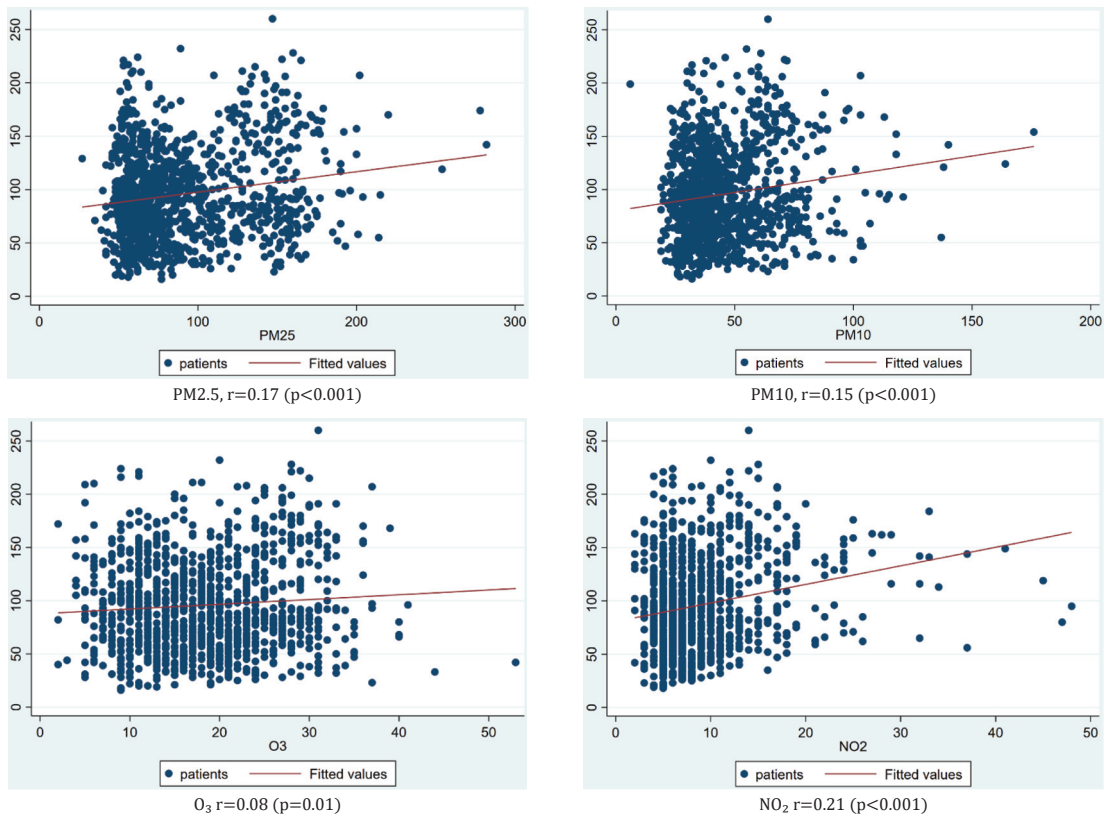 250
200
150
100
50
0
0 100 200 300
PM25
patients Fitted values
PM2.5, r=0.17 (p<0.001)
250
200
150
100
50
0
0 50 100 150 200
PM10
patients Fitted values
PM10, r=0.15 (p<0.001)
250
200
150
100
50
0
0 10 20 30 40 50
O3
patients Fitted values
O₃ r=0.08 (p=0.01)
250
200
150
100
50
0
0 10 20 30 40 50
NO2
patients Fitted values
NO₂ r=0.21 (p<0.001)